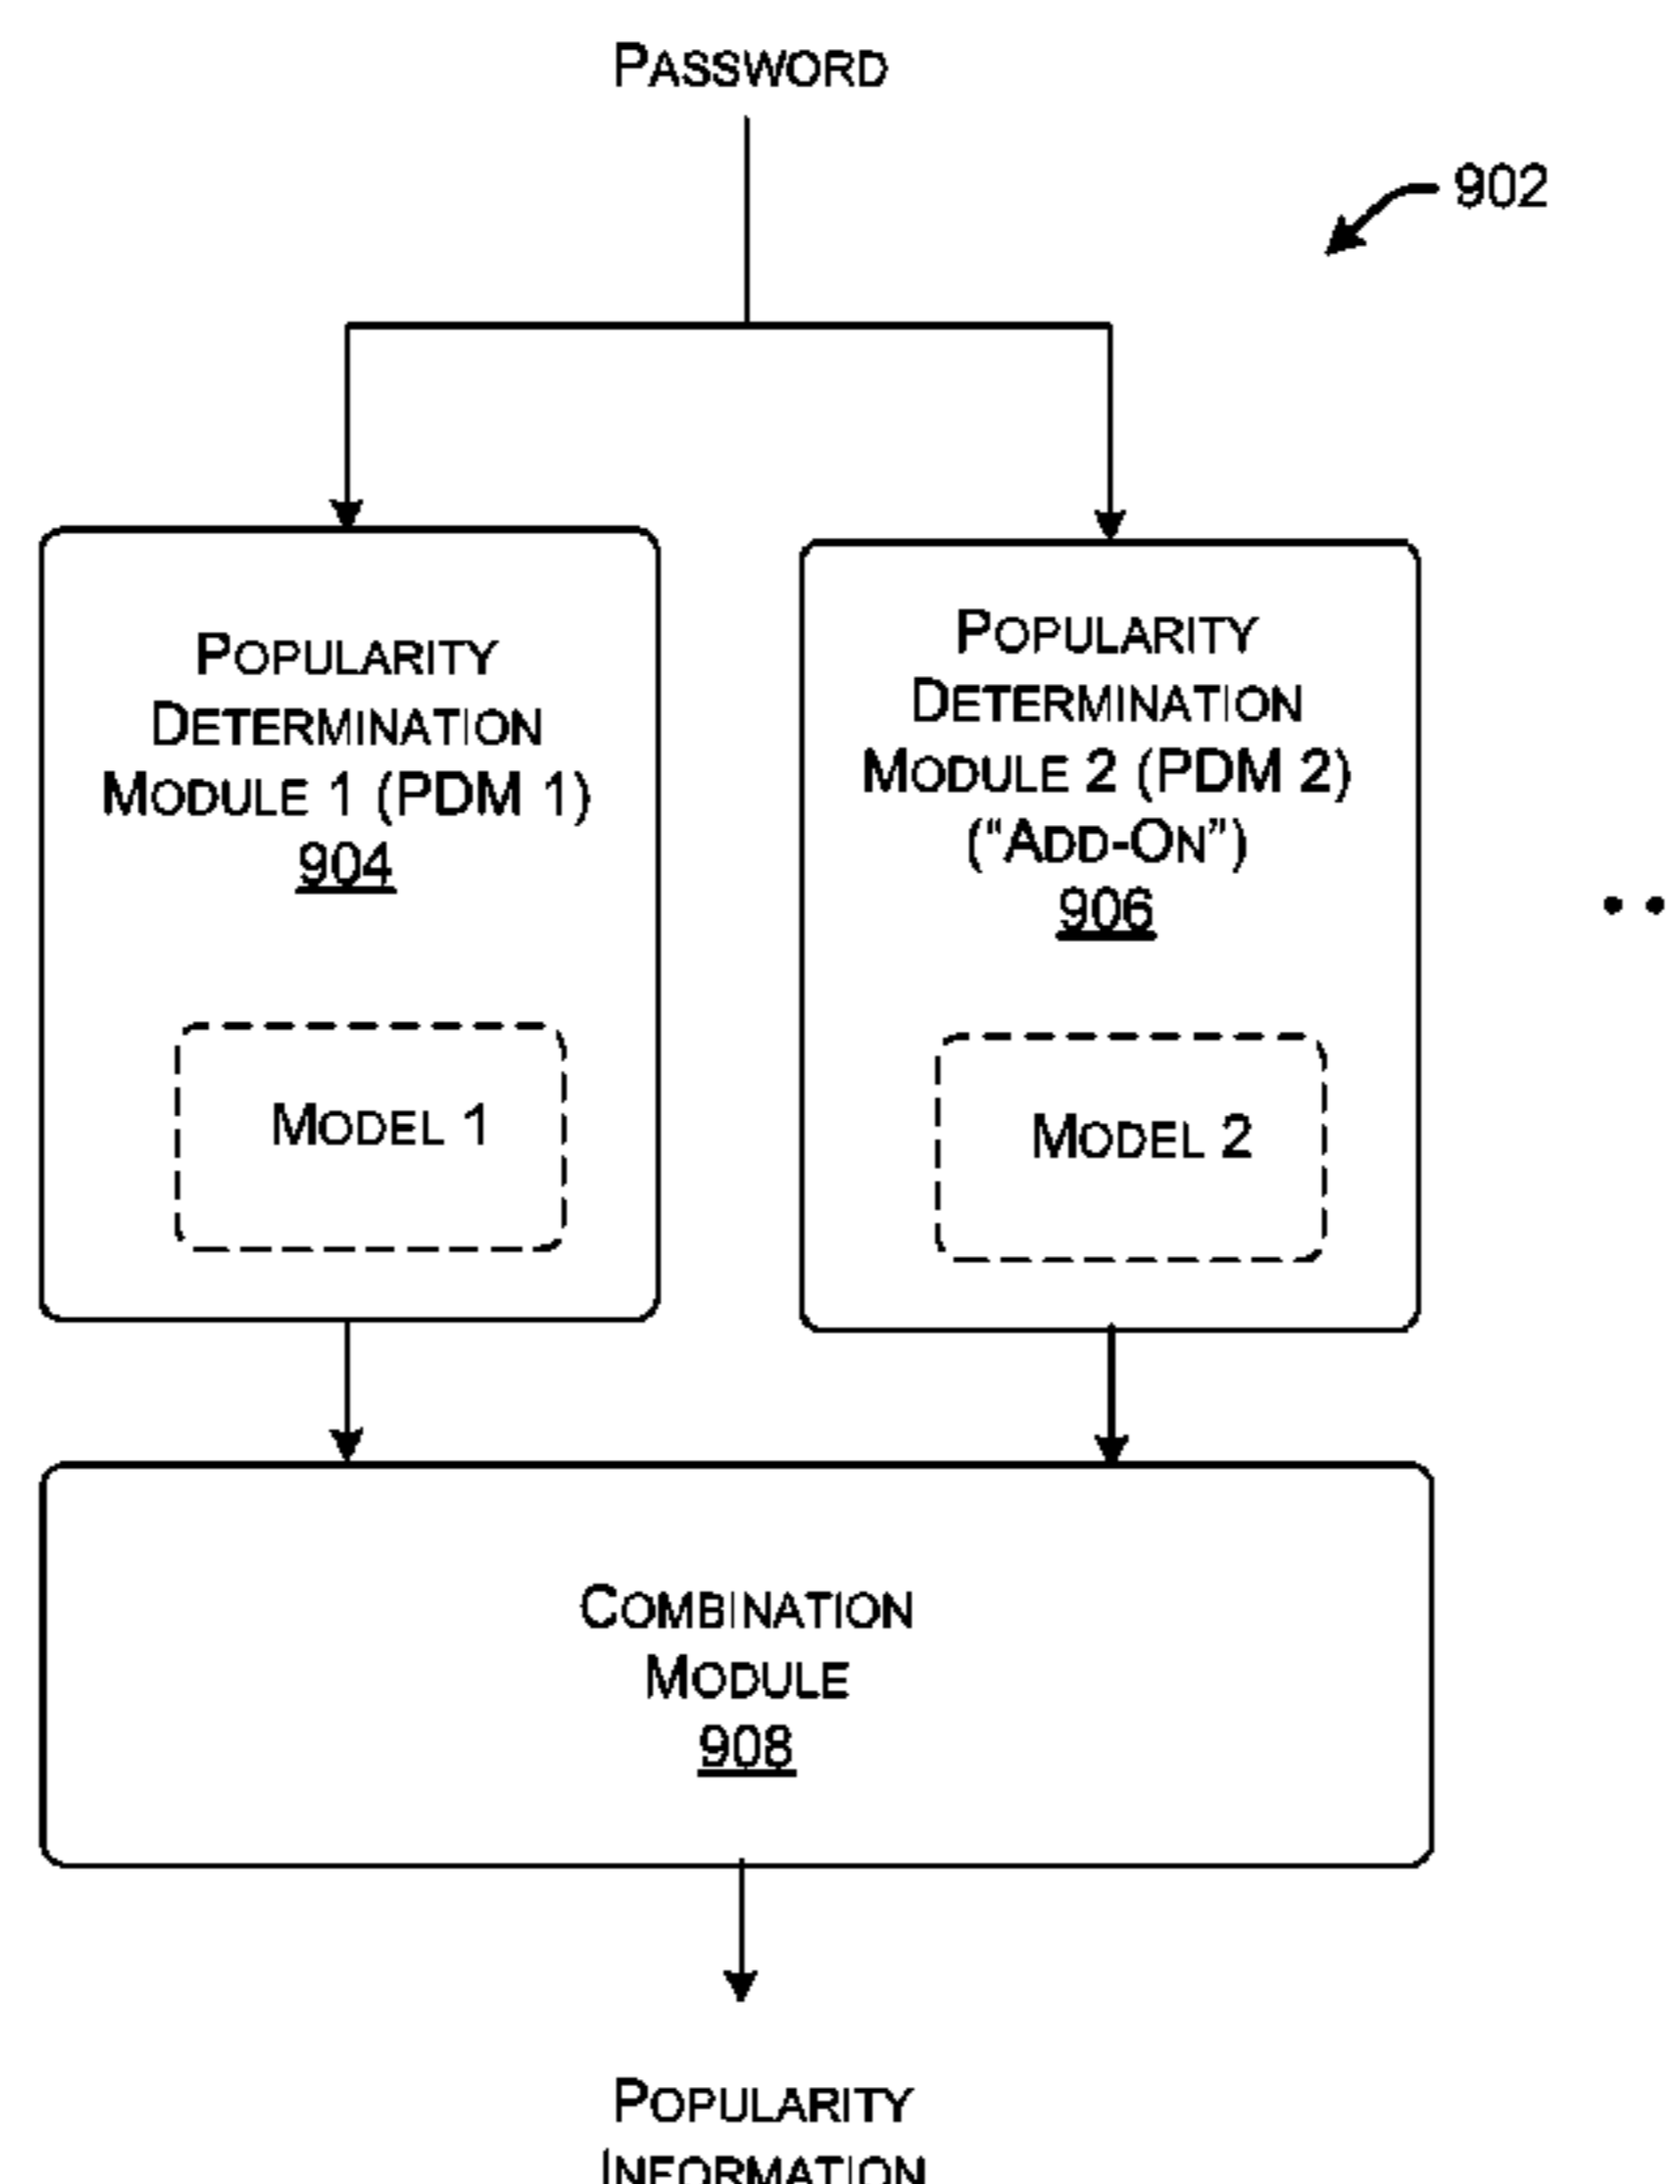 PASSWORD
902
POPULARITY
DETERMINATION
MODULE 1 (PDM 1)
904
POPULARITY
DETERMINATION
MODULE 2 (PDM 2)
(“ADD-ON”)
906
MODEL 1
MODEL 2
COMBINATION
MODULE
908
POPULARITY
INFORMATION